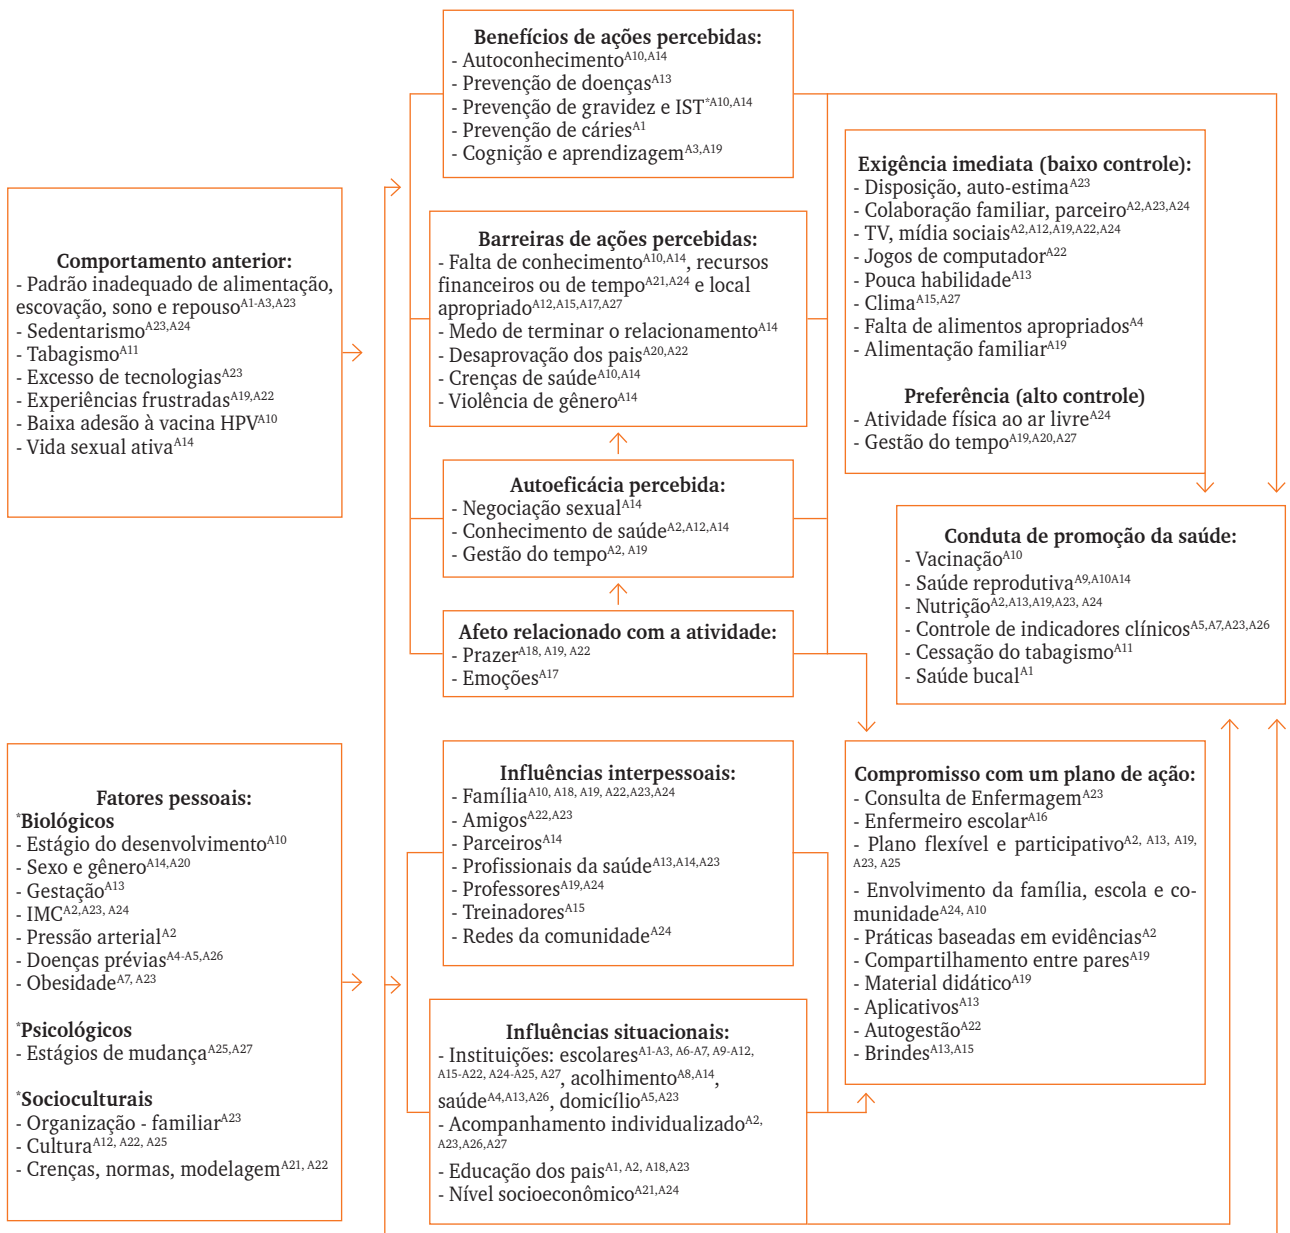 Benefícios de ações percebidas:
- Autoconhecimento^A10,A14
- Prevenção de doenças^A13
- Prevenção de gravidez e IST^*A10,A14
- Prevenção de cáries^A1
- Cognição e aprendizagem^A3,A19
Comportamento anterior:
- Padrão inadequado de alimentação,
escovação, sono e repouso^A1-A3,A23
- Sedentarismo^A23,A24
- Tabagismo^A11
- Excesso de tecnologias^A23
- Experiências frustradas^A19,A22
- Baixa adesão à vacina HPV^A10
- Vida sexual ativa^A14
Barreiras de ações percebidas:
- Falta de conhecimento^A10,A14, recursos
financeiros ou de tempo^A21,A24 e local
apropriado^A12,A15,A17,A27
- Medo de terminar o relacionamento^A14
- Desaprovação dos pais^A20,A22
- Crenças de saúde^A10,A14
- Violência de gênero^A14
Exigência imediata (baixo controle):
- Disposição, auto-estima^A23
- Colaboração familiar, parceiro^A2,A23,A24
- TV, mídia sociais^A2,A12,A19,A22,A24
- Jogos de computador^A22
- Pouca habilidade^A13
- Clima^A15,A27
- Falta de alimentos apropriados^A4
- Alimentação familiar^A19
Preferência (alto controle)
- Atividade física ao ar livre^A24
- Gestão do tempo^A19,A20,A27
Autoeficácia percebida:
- Negociação sexual^A14
- Conhecimento de saúde^A2,A12,A14
- Gestão do tempo^A2, A19
Afeto relacionado com a atividade:
- Prazer^A18, A19, A22
- Emoções^A17
Conduta de promoção da saúde:
- Vacinação^A10
- Saúde reprodutiva^A9,A10A14
- Nutrição^A2,A13,A19,A23, A24
- Controle de indicadores clínicos^A5,A7,A23,A26
- Cessação do tabagismo^A11
- Saúde bucal^A1
Fatores pessoais:
*Biológicos
- Estágio do desenvolvimento^A10
- Sexo e gênero^A14,A20
- Gestação^A13
- IMC^A2,A23, A24
- Pressão arterial^A2
- Doenças prévias^A4-A5,A26
- Obesidade^A7, A23
*Psicológicos
- Estágios de mudança^A25,A27
*Socioculturais
- Organização - familiar^A23
- Cultura^A12, A22, A25
- Crenças, normas, modelagem^A21, A22
Influências interpessoais:
- Família^A10, A18, A19, A22,A23,A24
- Amigos^A22,A23
- Parceiros^A14
- Profissionais da saúde^A13,A14,A23
- Professores^A19,A24
- Treinadores^A15
- Redes da comunidade^A24
Influências situacionais:
- Instituições: escolares^A1-A3, A6-A7, A9-A12,
^A15-A22, A24-A25, A27, acolhimento^A8,A14,
saúde^A4,A13,A26, domicílio^A5,A23
- Acompanhamento individualizado^A2,
^A23,A26,A27
- Educação dos pais^A1, A2, A18,A23
- Nível socioeconômico^A21,A24
Compromisso com um plano de ação:
- Consulta de Enfermagem^A23
- Enfermeiro escolar^A16
- Plano flexível e participativo^A2, A13, A19,
^A23, A25
- Envolvimento da família, escola e co-
munidade^A24, A10
- Práticas baseadas em evidências^A2
- Compartilhamento entre pares^A19
- Material didático^A19
- Aplicativos^A13
- Autogestão^A22
- Brindes^A13,A15